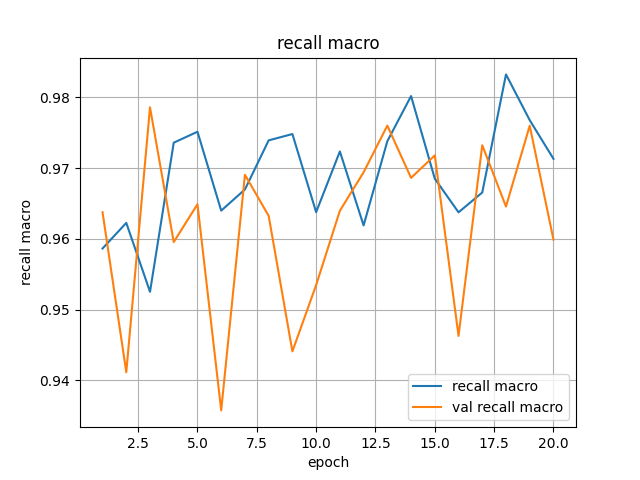 recall macro
0.98
0.97
0.96
0.95
0.94
recall macro
recall macro
val recall macro
2.5 5.0 7.5 10.0 12.5 15.0 17.5 20.0
epoch